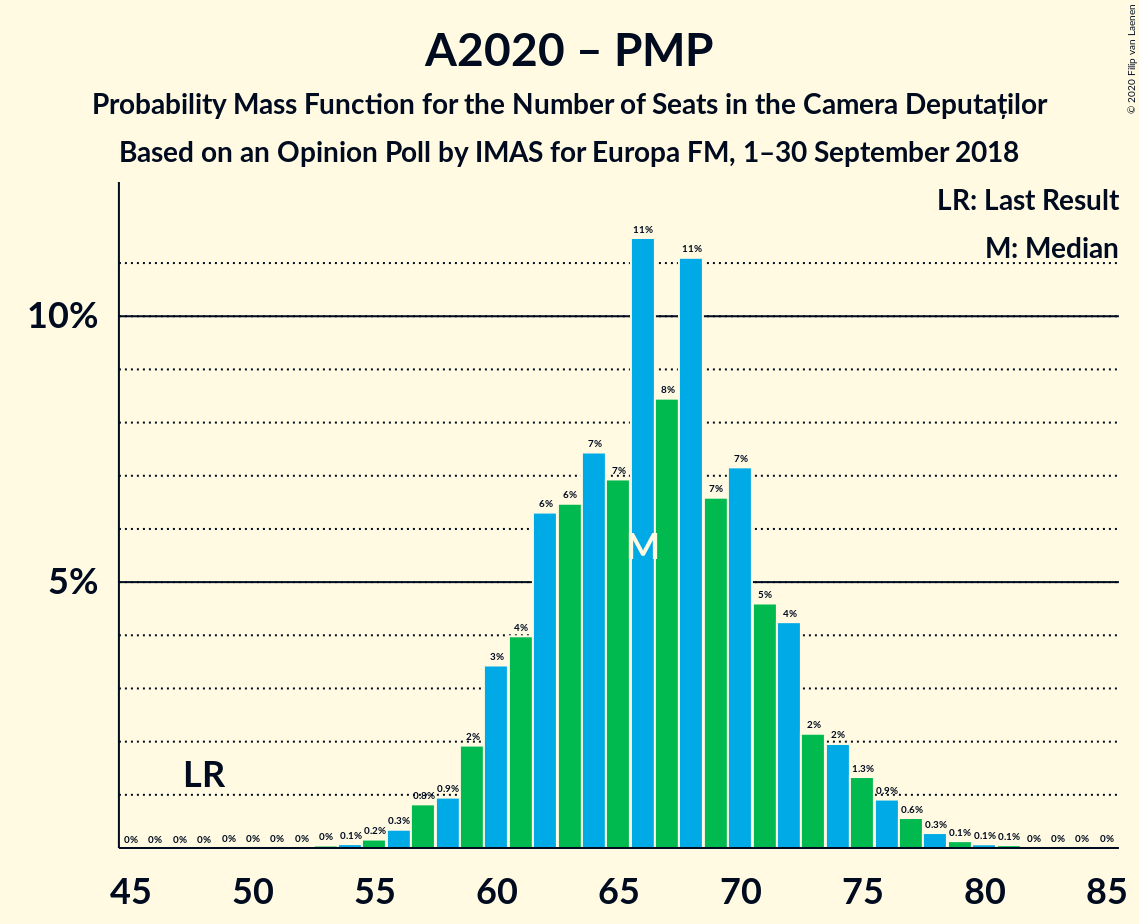 A2020 – PMP
Probability Mass Function for the Number of Seats in the Camera Deputaților
Based on an Opinion Poll by IMAS for Europa FM, 1–30 September 2018
© 2020 Filip van Laenen
LR: Last Result
M: Median
10%
5%
0% 0% 0% 0% 0% 0% 0% 0% 0% 0.1% 0.2% 0.3% 0.8% 0.9% 2% 3% 4% 6% 6% 7% 7% 11% 8% 11% 7% 7% 5% 4% 2% 2% 1.3% 0.9% 0.6% 0.3% 0.1% 0.1% 0.1% 0% 0% 0% 0%
M
LR
45 50 55 60 65 70 75 80 85